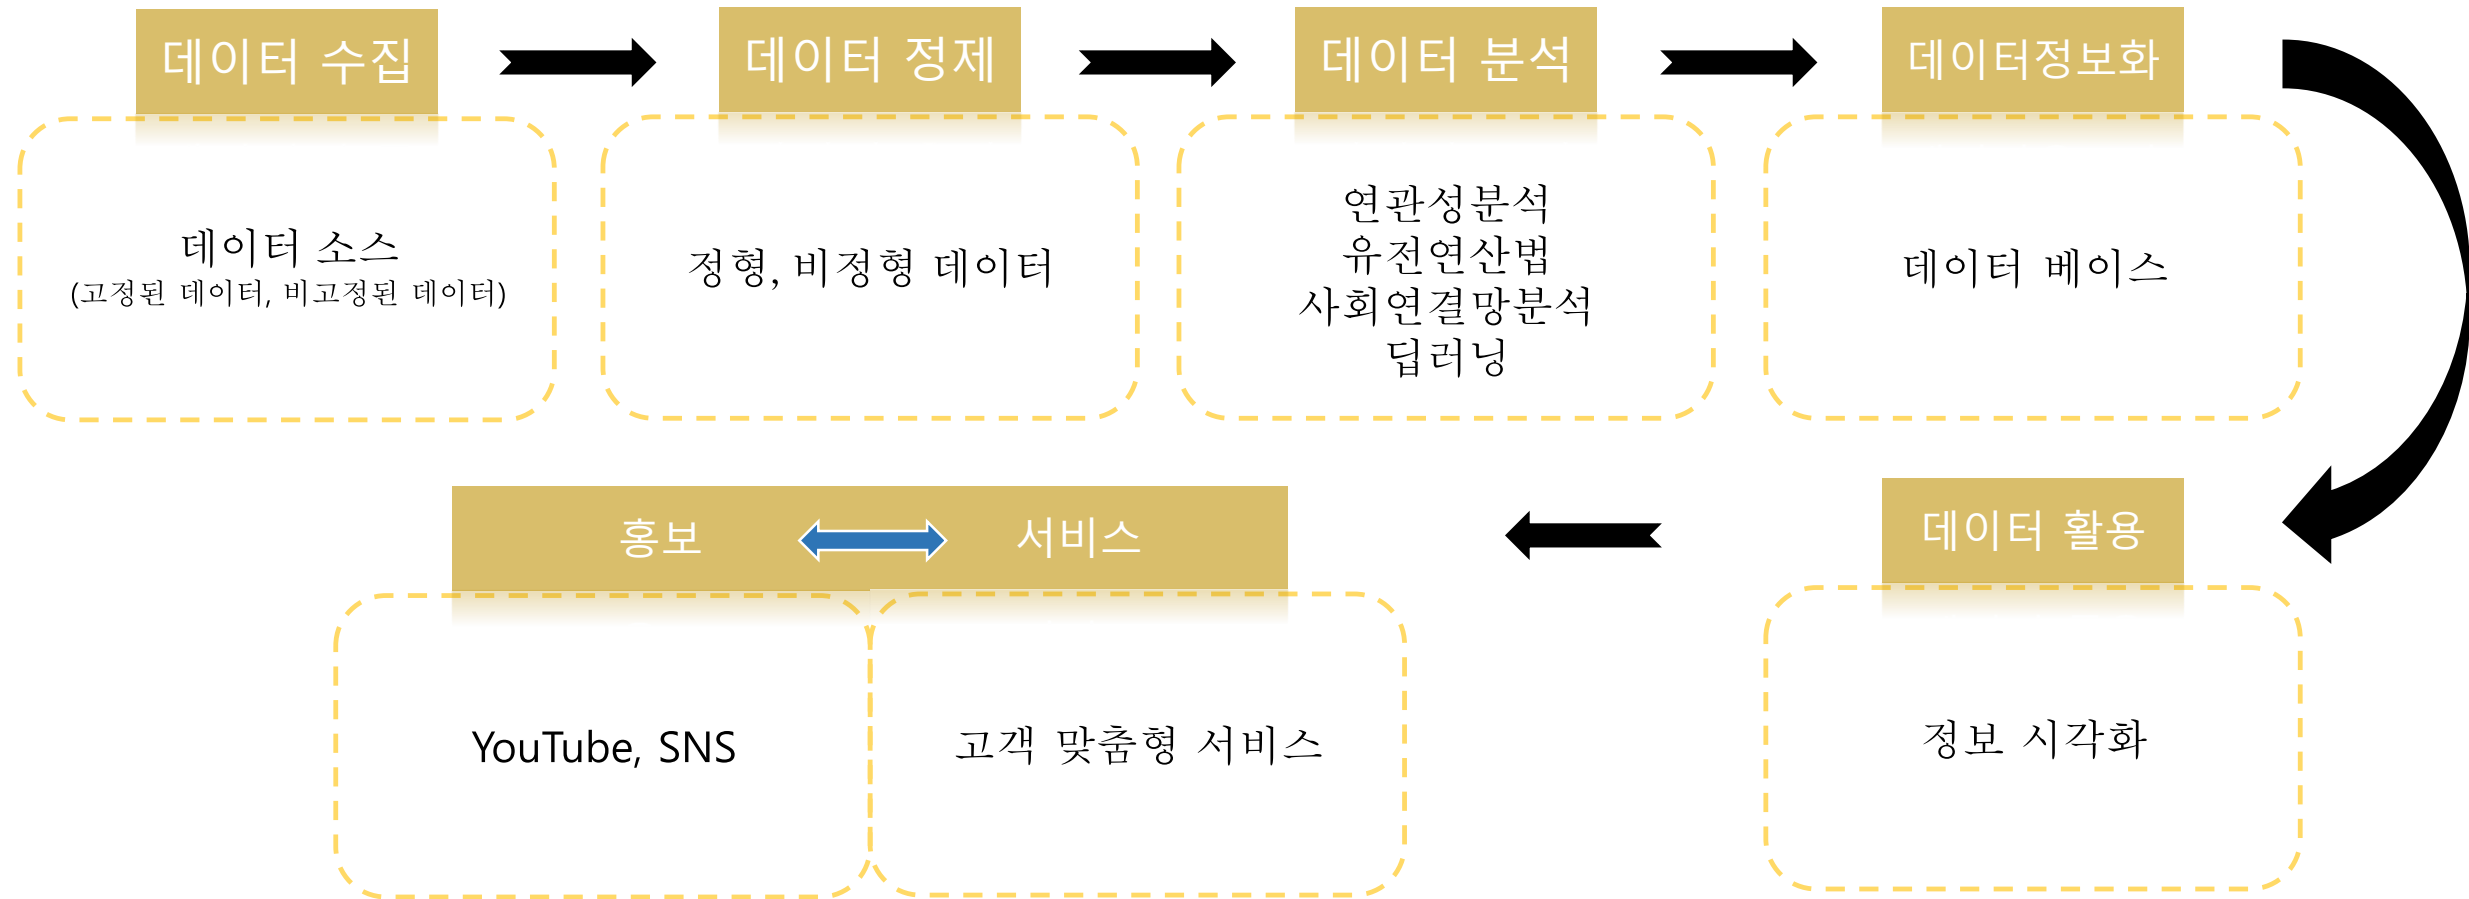 데이터 수집
데이터 정제
데이터 분석
데이터정보화
데이터 소스
(고정된 데이터, 비고정된 데이터)
정형, 비정형 데이터
연관성분석
유전연산법
사회연결망분석
딥러닝
데이터 베이스
홍보
서비스
데이터 활용
YouTube, SNS
고객 맞춤형 서비스
정보 시각화